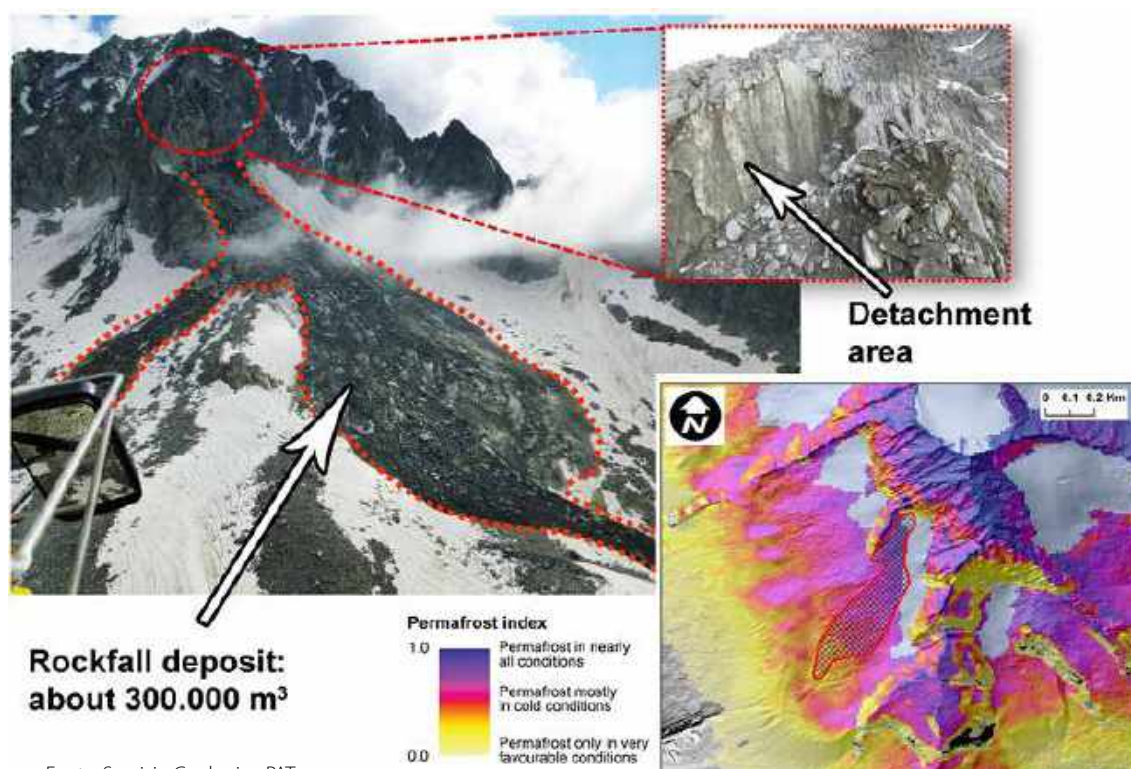 Detachment
area
N
0 0.1 0.2 Km
Rockfall deposit:
about 300.000 m³
Permafrost index
1.0
Permafrost in nearly
all conditions
Permafrost mostly
in cold conditions
0.0
Permafrost only in very
favourable conditions